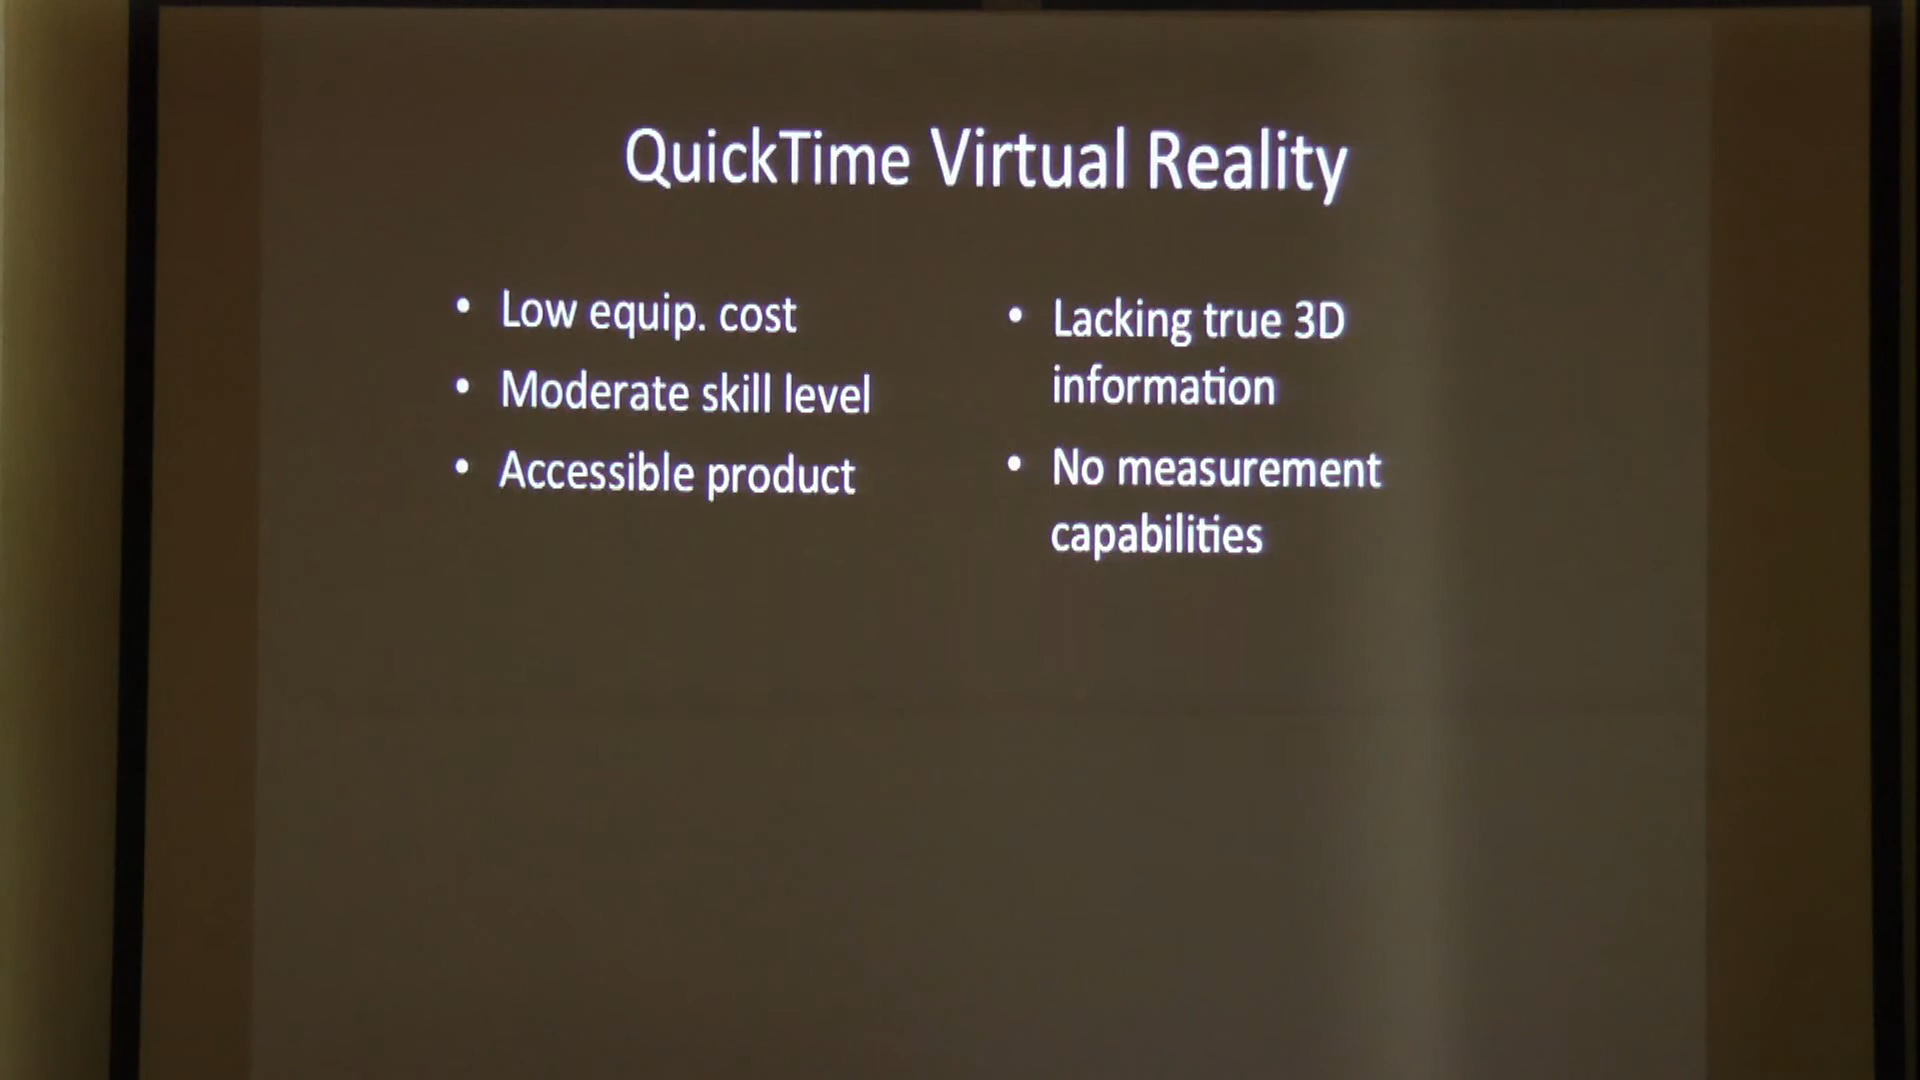 QuickTime Virtual Reality
• Low equip. cost
• Moderate skill level
• Accessible product
• Lacking true 3D
information
• No measurement
capabilities